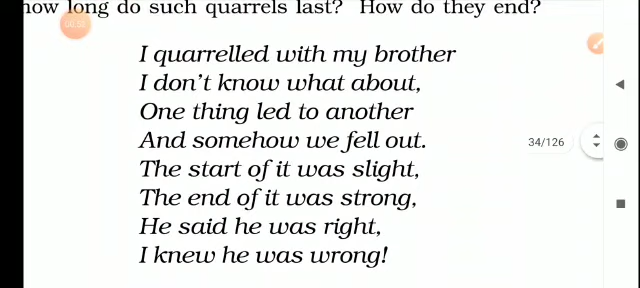 how long do such quarrels last? How do they end?
I quarrelled with my brother
I don't know what about,
One thing led to another
And somehow we fell out.
34/126
The start of it was slight,
The end of it was strong,
He said he was right,
I knew he was wrong!